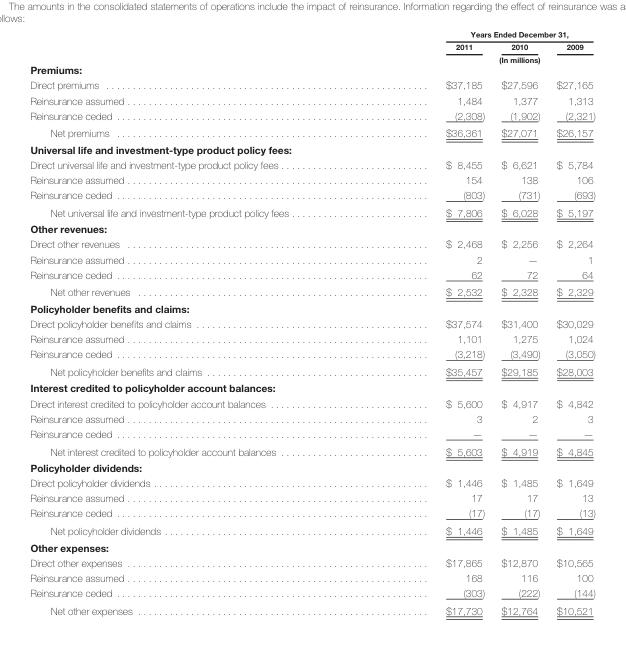 The amounts in the consolidated statements of operations include the impact of reinsurance. Information regarding the effect of reinsurance was a
llows:
Years Ended December 31,
2011 2010 2009
(In millions)
Premiums:
Direct premiums $37,185 $27,596 $27,165
Reinsurance assumed 1,484 1,377 1,313
Reinsurance ceded (2,308) (1,902) (2,321)
Net premiums $36,361 $27,071 $26,157
Universal life and investment-type product policy fees:
Direct universal life and investment-type product policy fees $ 8,455 $ 6,621 $ 5,784
Reinsurance assumed 154 138 106
Reinsurance ceded (803) (731) (693)
Net universal life and investment-type product policy fees $ 7,806 $ 6,028 $ 5,197
Other revenues:
Direct other revenues $ 2,468 $ 2,256 $ 2,264
Reinsurance assumed 2 — 1
Reinsurance ceded 62 72 64
Net other revenues $ 2,532 $ 2,328 $ 2,329
Policyholder benefits and claims:
Direct policyholder benefits and claims $37,574 $31,400 $30,029
Reinsurance assumed 1,101 1,275 1,024
Reinsurance ceded (3,218) (3,490) (3,050)
Net policyholder benefits and claims $35,457 $29,185 $28,003
Interest credited to policyholder account balances:
Direct interest credited to policyholder account balances $ 5,600 $ 4,917 $ 4,842
Reinsurance assumed 3 2 3
Reinsurance ceded — — —
Net interest credited to policyholder account balances $ 5,603 $ 4,919 $ 4,845
Policyholder dividends:
Direct policyholder dividends $ 1,446 $ 1,485 $ 1,649
Reinsurance assumed 17 17 13
Reinsurance ceded (17) (17) (13)
Net policyholder dividends $ 1,446 $ 1,485 $ 1,649
Other expenses:
Direct other expenses $17,865 $12,870 $10,565
Reinsurance assumed 168 116 100
Reinsurance ceded (303) (222) (144)
Net other expenses $17,730 $12,764 $10,521